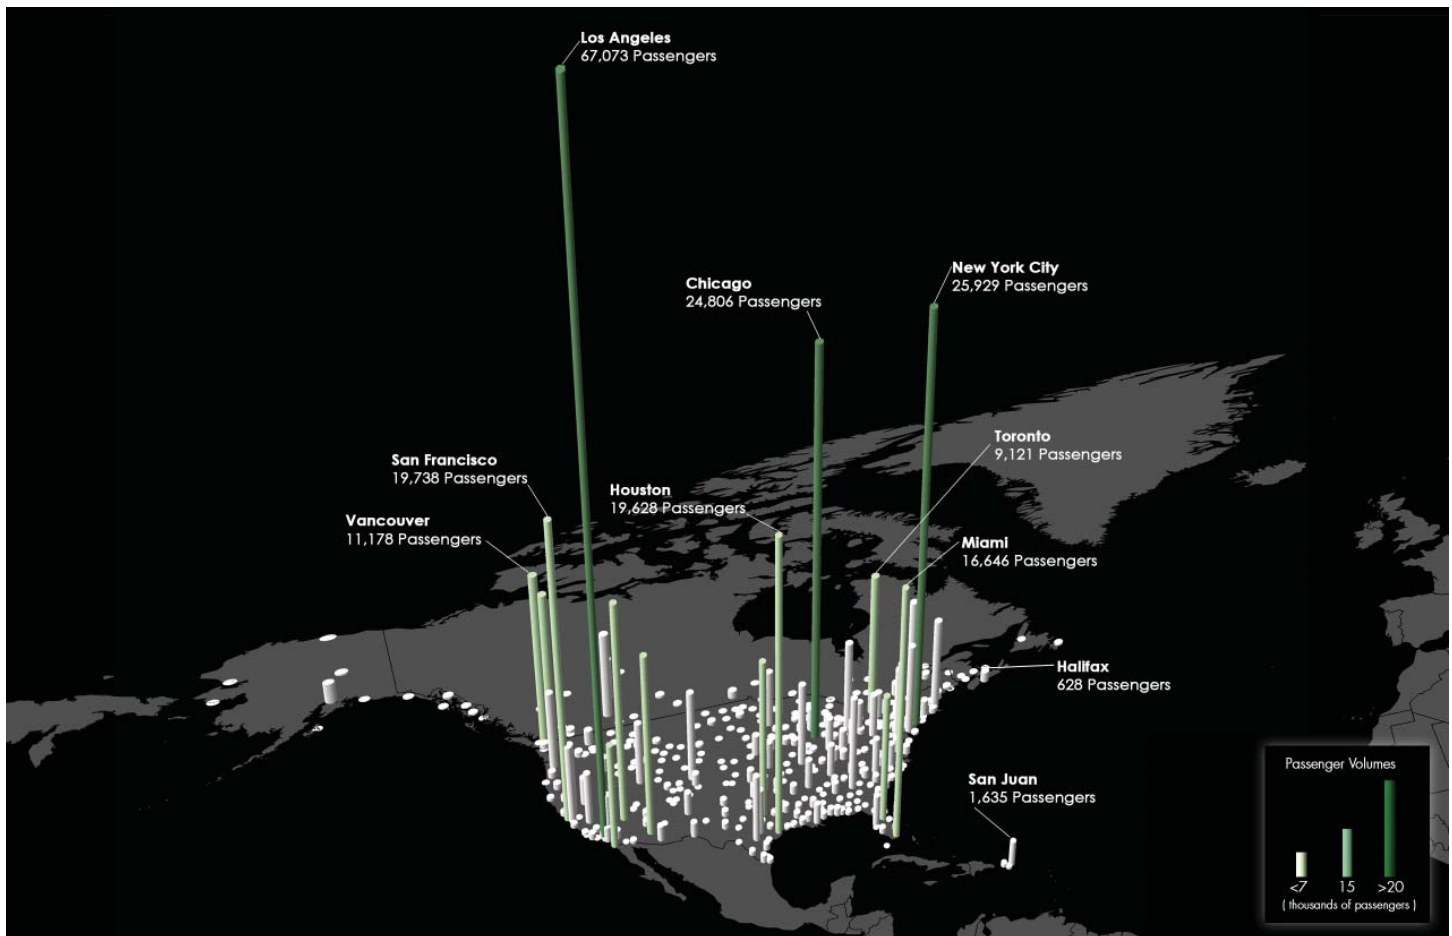 Los Angeles
67,073 Passengers
New York City
25,929 Passengers
Chicago
24,806 Passengers
Toronto
9,121 Passengers
San Francisco
19,738 Passengers
Houston
19,628 Passengers
Vancouver
11,178 Passengers
Miami
16,646 Passengers
Halifax
628 Passengers
San Juan
1,635 Passengers
Passenger Volumes
<7 15 >20
( thousands of passengers )